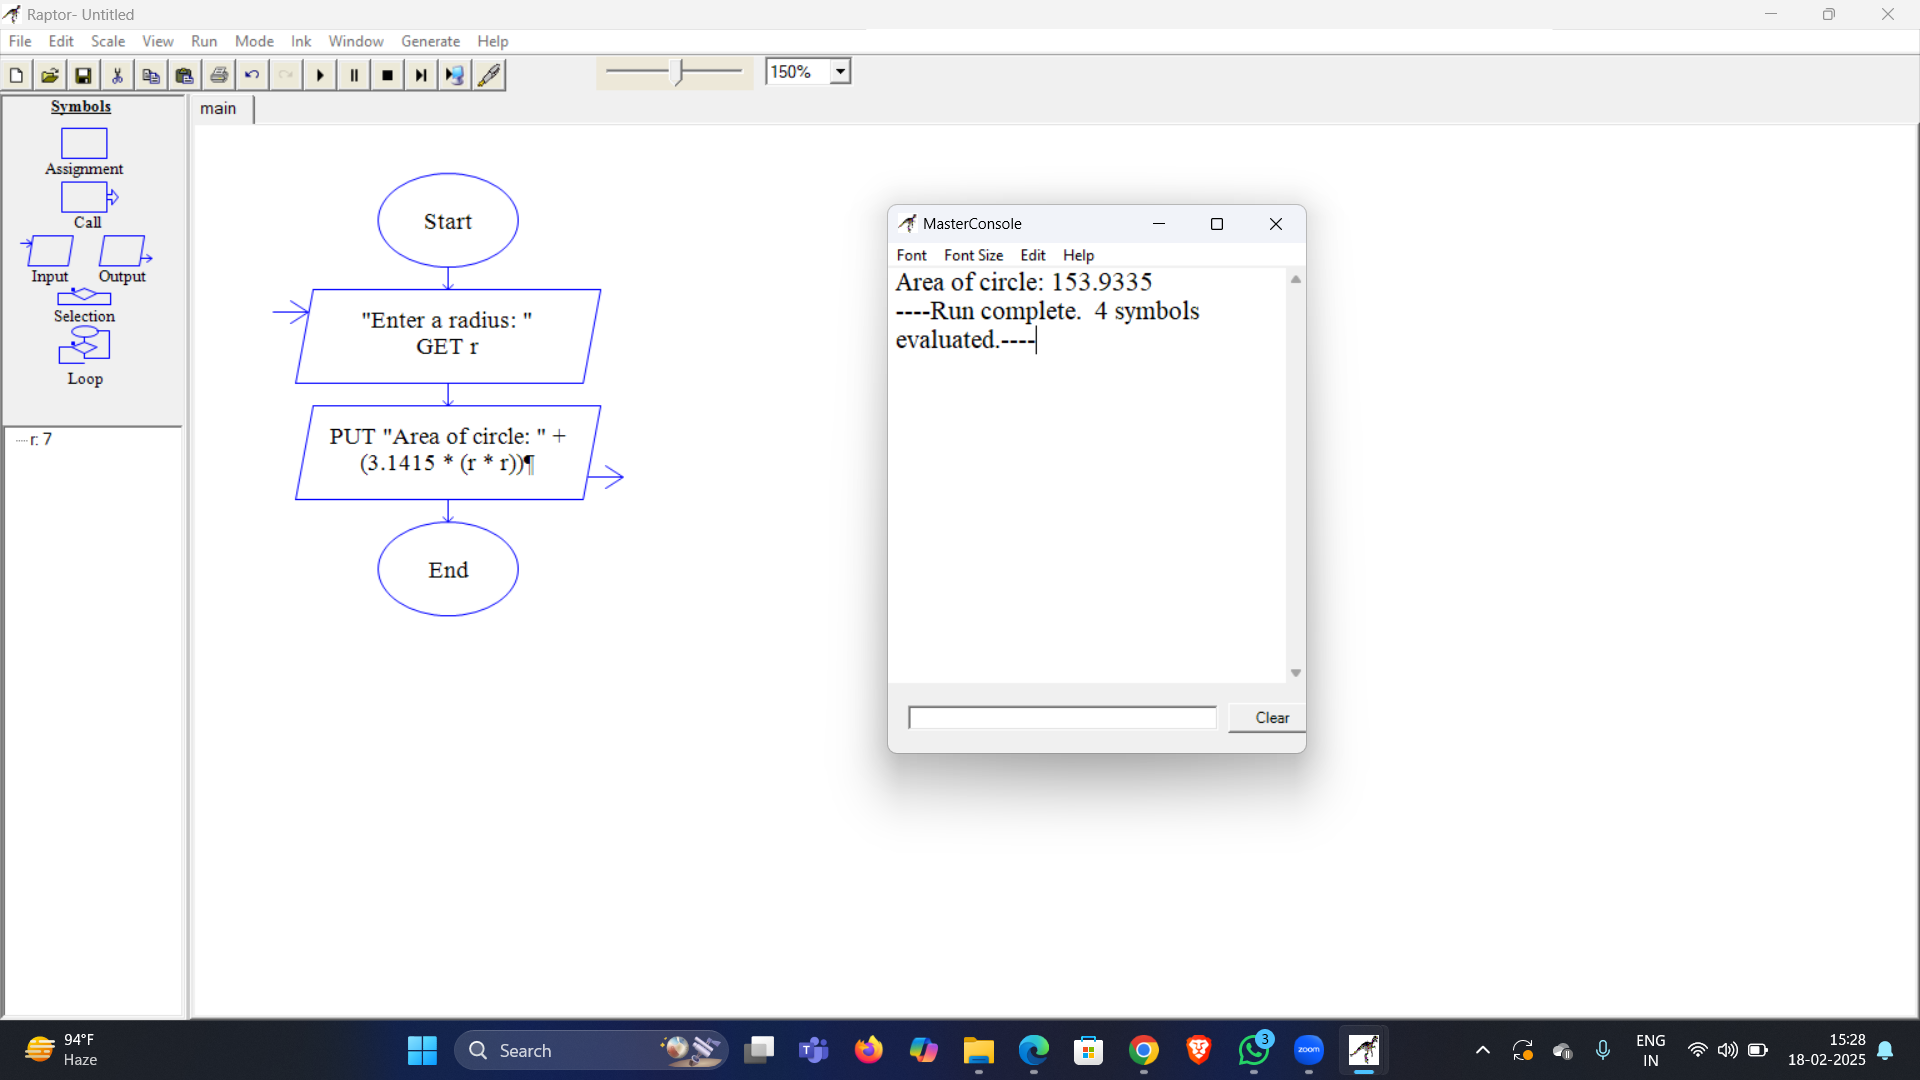 Raptor- Untitled
File Edit Scale View Run Mode Ink Window Generate Help
150%
Symbols
Assignment
Call
Input Output
Selection
Loop
r: 7
main
Start
"Enter a radius: "
GET r
PUT "Area of circle: " +
(3.1415 * (r * r))¶
End
MasterConsole
Font Font Size Edit Help
Area of circle: 153.9335
----Run complete.  4 symbols
evaluated.----
Clear
94°F
Haze
Search
3
zoom
ENG
IN
15:28
18-02-2025